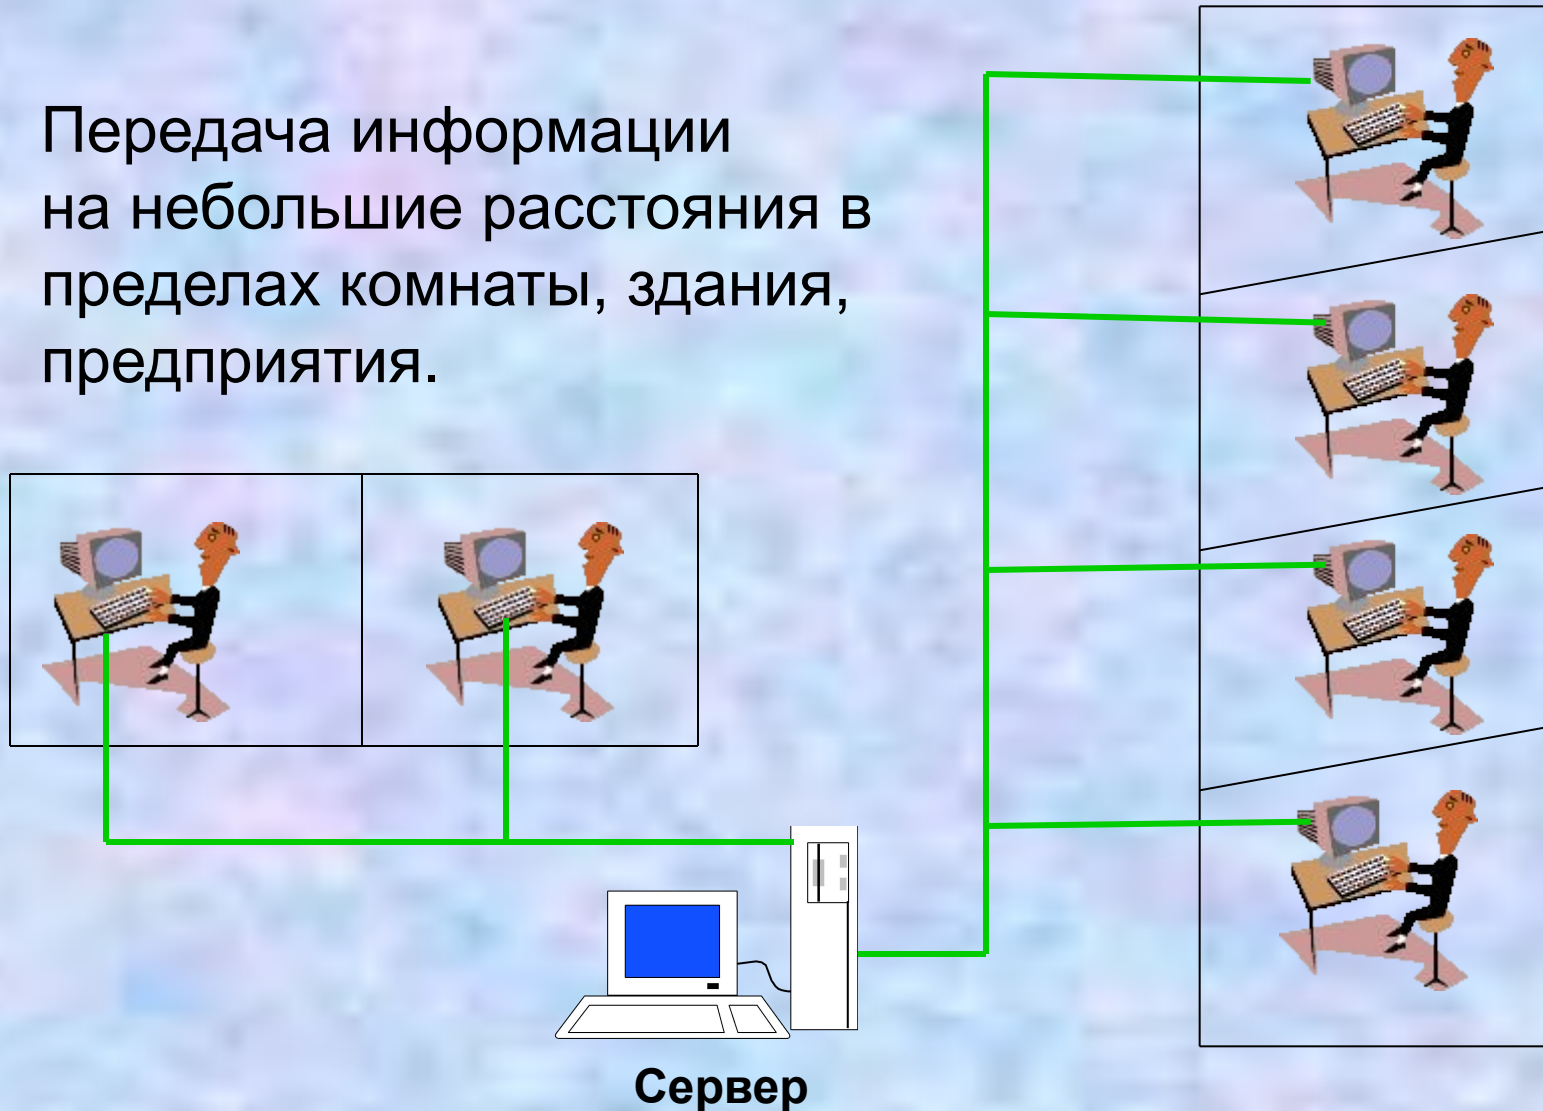 Передача информации
на небольшие расстояния в
пределах комнаты, здания,
предприятия.
Сервер